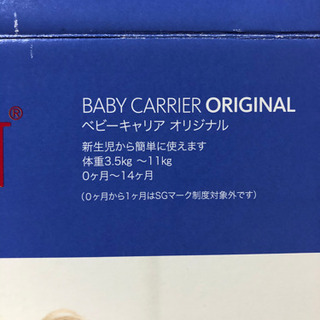 ®
BABY CARRIER ORIGINAL
ベビーキャリア オリジナル
新生児から簡単に使えます
体重3.5kg ～11kg
0ヶ月～14ヶ月
(0ヶ月から1ヶ月はSGマーク制度対象外です)